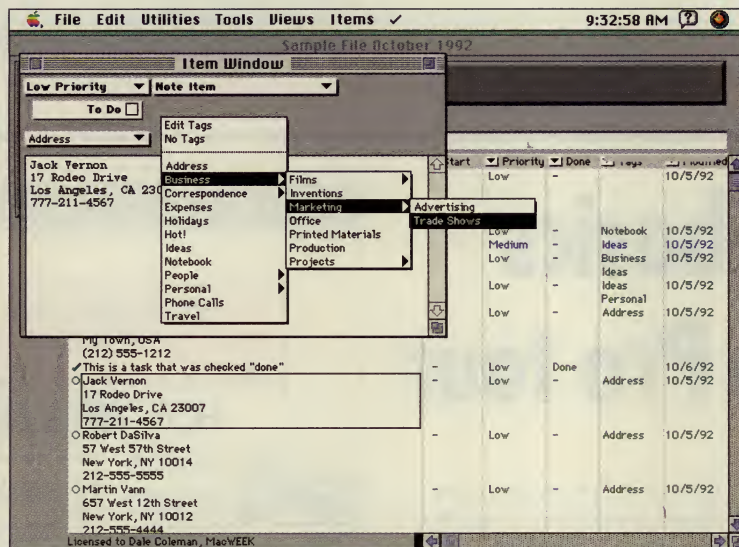 File Edit Utilities Tools Views Items ✓ 9:32:58 AM
Sample File October 1992
Item Window
Low Priority Note Item
To Do
Address
Edit Tags
No Tags
Address
Business
Correspondence
Expenses
Holidays
Hot!
Ideas
Notebook
People
Personal
Phone Calls
Travel
Films
Inventions
Marketing
Office
Printed Materials
Production
Projects
Advertising
Trade Shows
Jack Vernon
17 Rodeo Drive
Los Angeles, CA 230
777-211-4567
Start Priority Done Tags
Low - 10/5/92
Low - Notebook 10/5/92
Medium - Ideas 10/5/92
Low - Business 10/5/92
Ideas
Low - Ideas 10/5/92
Personal
Low - Address 10/5/92
My Town, USA
(212) 555-1212
✓This is a task that was checked "done" - Low Done 10/6/92
Jack Vernon - Low - Address 10/5/92
17 Rodeo Drive
Los Angeles, CA 23007
777-211-4567
Robert DaSilva - Low - Address 10/5/92
57 West 57th Street
New York, NY 10014
212-555-5555
Martin Vann - Low - Address 10/5/92
657 West 12th Street
New York, NY 10012
212-555-4444
Licensed to Dale Coleman, MacWEEK